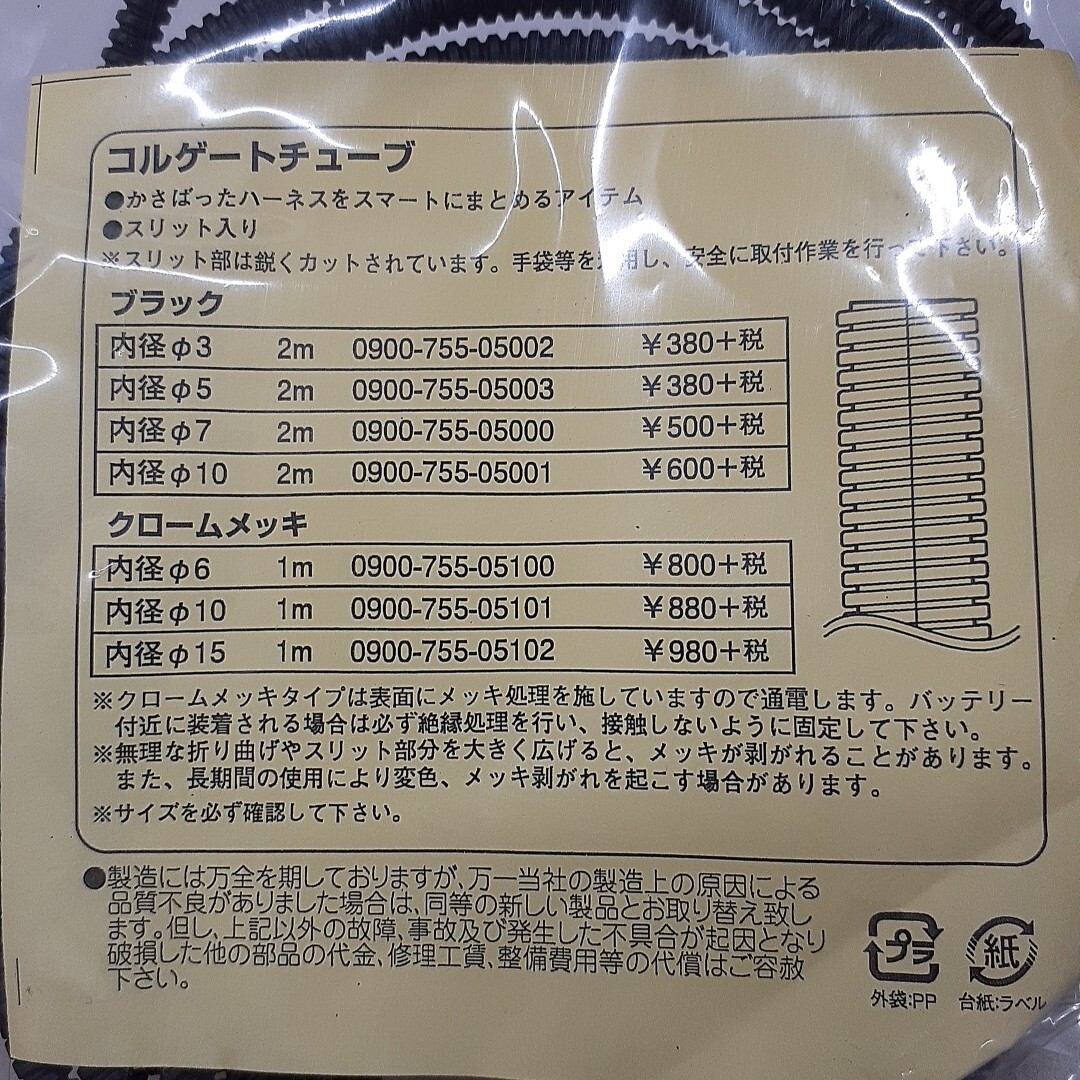 コルゲートチューブ
●かさばったハーネスをスマートにまとめるアイテム
●スリット入り
※スリット部は鋭くカットされています。手袋等を用し、安全に取付作業を行って下さい。
ブラック
内径φ3 2m 0900-755-05002 ¥380+税
内径φ5 2m 0900-755-05003 ¥380+税
内径φ7 2m 0900-755-05000 ¥500+税
内径φ10 2m 0900-755-05001 ¥600+税
クロームメッキ
内径φ6 1m 0900-755-05100 ¥800+税
内径φ10 1m 0900-755-05101 ¥880+税
内径φ15 1m 0900-755-05102 ¥980+税
※クロームメッキタイプは表面にメッキ処理を施していますので通電します。バッテリー
付近に装着される場合は必ず絶縁処理を行い、接触しないように固定して下さい。
※無理な折り曲げやスリット部分を大きく広げると、メッキが剥がれることがあります。
また、長期間の使用により変色、メッキ剥がれを起こす場合があります。
※サイズを必ず確認して下さい。
●製造には万全を期しておりますが、万一当社の製造上の原因による
品質不良がありました場合は、同等の新しい製品とお取り替え致し
ます。但し、上記以外の故障、事故及び発生した不具合が起因となり
破損した他の部品の代金、修理工賃、整備費用等の代償はご容赦
下さい。
プラ
外袋:PP
紙
台紙:ラベル